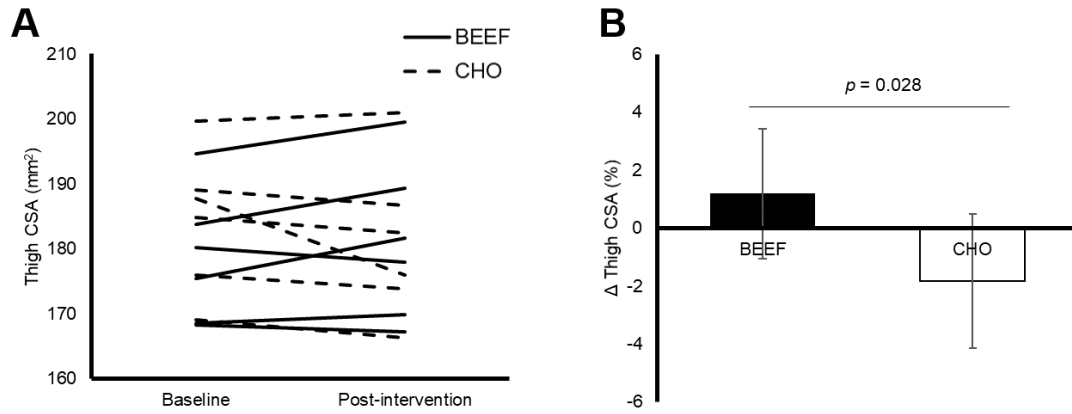 A
BEEF
CHO
Thigh CSA (mm²)
210
200
190
180
170
160
Baseline
Post-intervention
B
p = 0.028
Δ Thigh CSA (%)
6
4
2
0
-2
-4
-6
BEEF
CHO